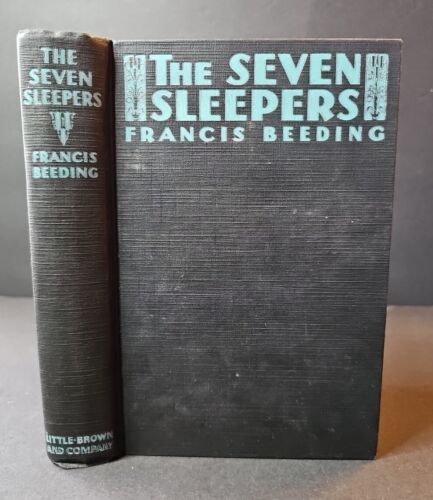 THE
SEVEN
SLEEPERS
FRANCIS
BEEDING
LITTLE·BROWN
AND COMPANY
THE SEVEN
SLEEPERS
FRANCIS BEEDING